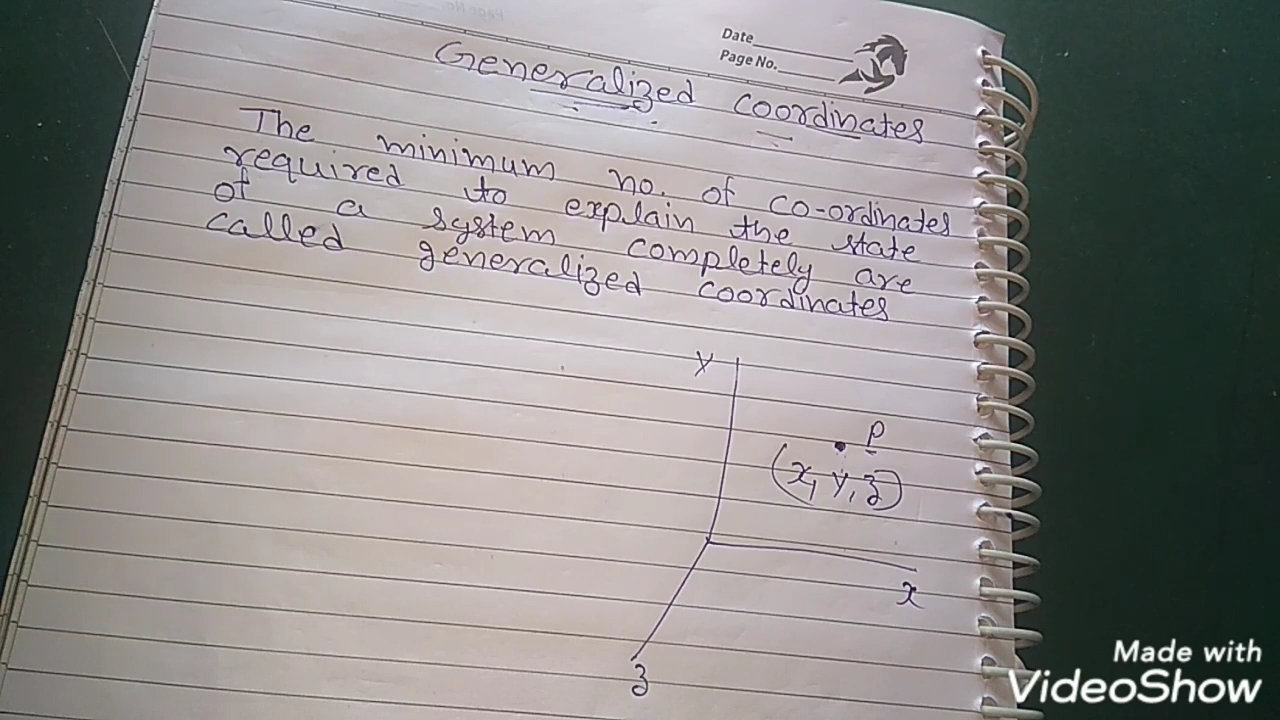 Date
Page No.
Generalized coordinates
The minimum no. of co-ordinates
required to explain the state
of a system completely are
called generalized coordinates
Y
P
(x, y, z)
x
z
Made with
VideoShow